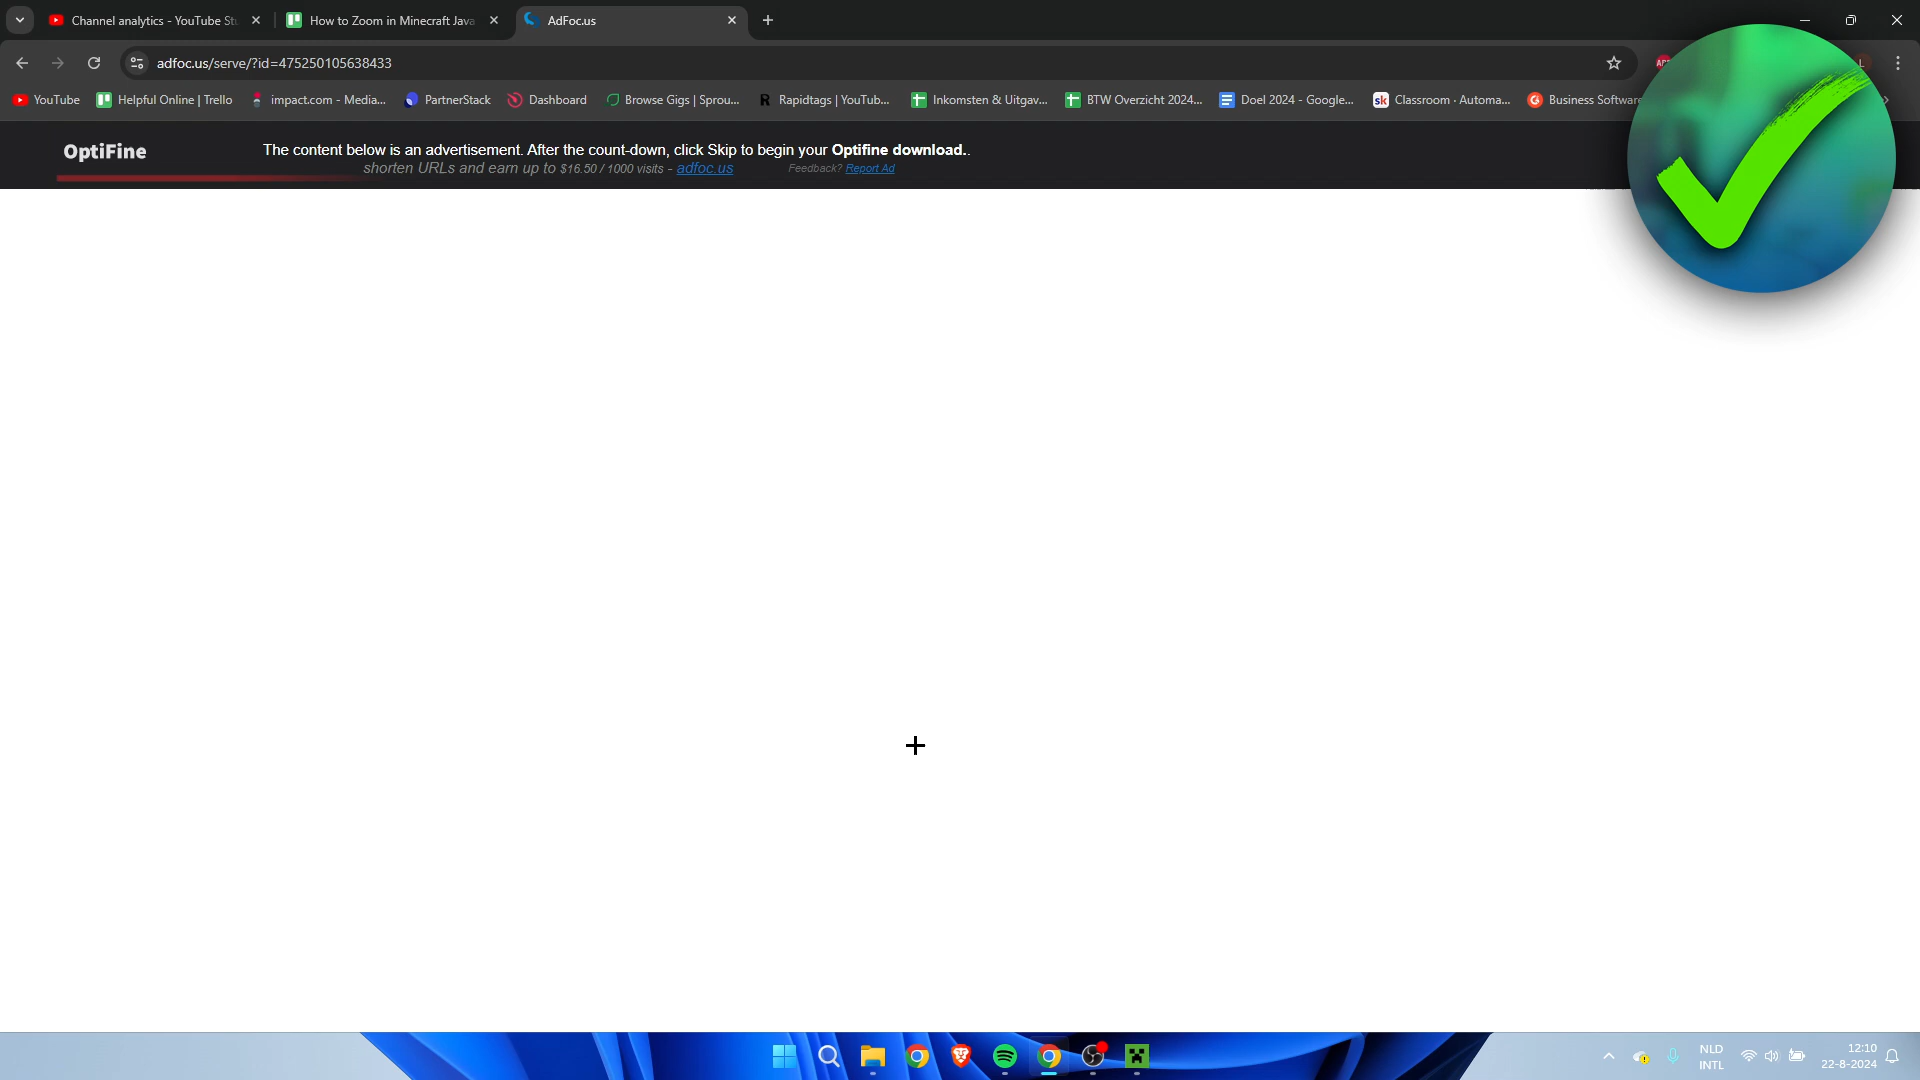 Channel analytics - YouTube St
How to Zoom in Minecraft Java
AdFoc.us
adfoc.us/serve/?id=475250105638433
YouTube
Helpful Online | Trello
impact.com - Media...
PartnerStack
Dashboard
Browse Gigs | Sprou...
Rapidtags | YouTub...
Inkomsten & Uitgav...
BTW Overzicht 2024...
Doel 2024 - Google...
sk
Classroom - Automa...
Business Software
OptiFine
The content below is an advertisement. After the count-down, click Skip to begin your Optifine download..
shorten URLs and earn up to $16.50 / 1000 visits - adfoc.us
Feedback? Report Ad
NLD
INTL
12:10
22-8-2024